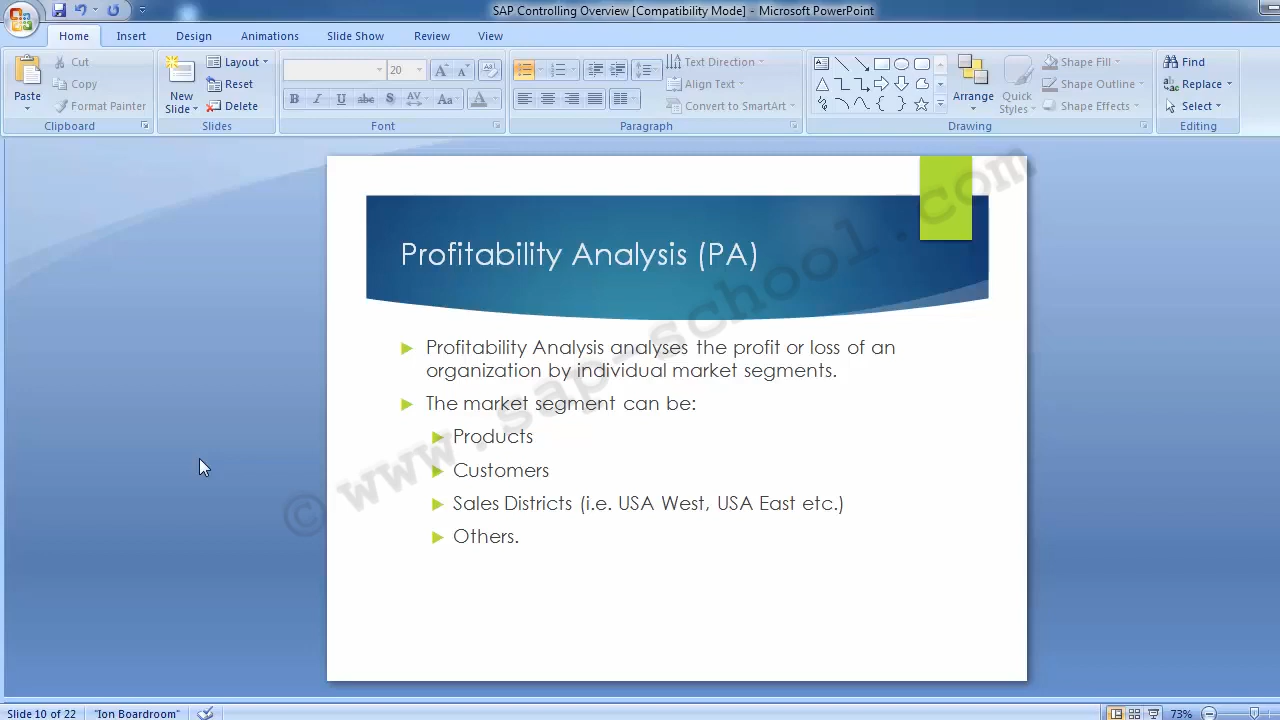 SAP Controlling Overview [Compatibility Mode] - Microsoft PowerPoint
Home Insert Design Animations Slide Show Review View
Paste
Cut
Copy
Format Painter
Clipboard
New
Slide
Layout
Reset
Delete
Slides
20
B I U abc S AV Aa A
Font
Text Direction
Align Text
Convert to SmartArt
Paragraph
Arrange
Quick
Styles
Shape Fill
Shape Outline
Shape Effects
Drawing
Find
Replace
Select
Editing
Profitability Analysis (PA)
Profitability Analysis analyses the profit or loss of an
organization by individual market segments.
The market segment can be:
Products
Customers
Sales Districts (i.e. USA West, USA East etc.)
Others.
© www.sap-school.com
Slide 10 of 22 "Ion Boardroom" 73%